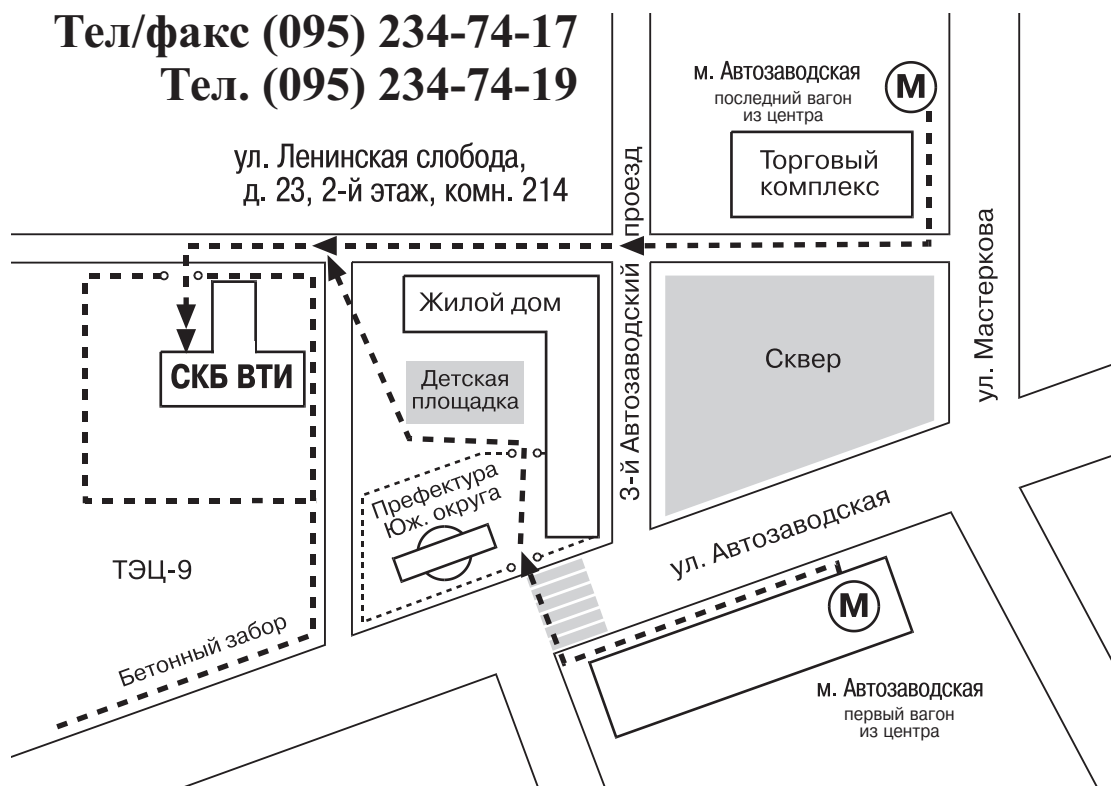 Тел/факс (095) 234-74-17
Тел. (095) 234-74-19
ул. Ленинская слобода,
д. 23, 2-й этаж, комн. 214
м. Автозаводская
последний вагон
из центра
М
Торговый
комплекс
3-й Автозаводский проезд
ул. Мастеркова
Жилой дом
Сквер
СКБ ВТИ
Детская
площадка
Префектура
Юж. округа
ул. Автозаводская
ТЭЦ-9
Бетонный забор
М
м. Автозаводская
первый вагон
из центра